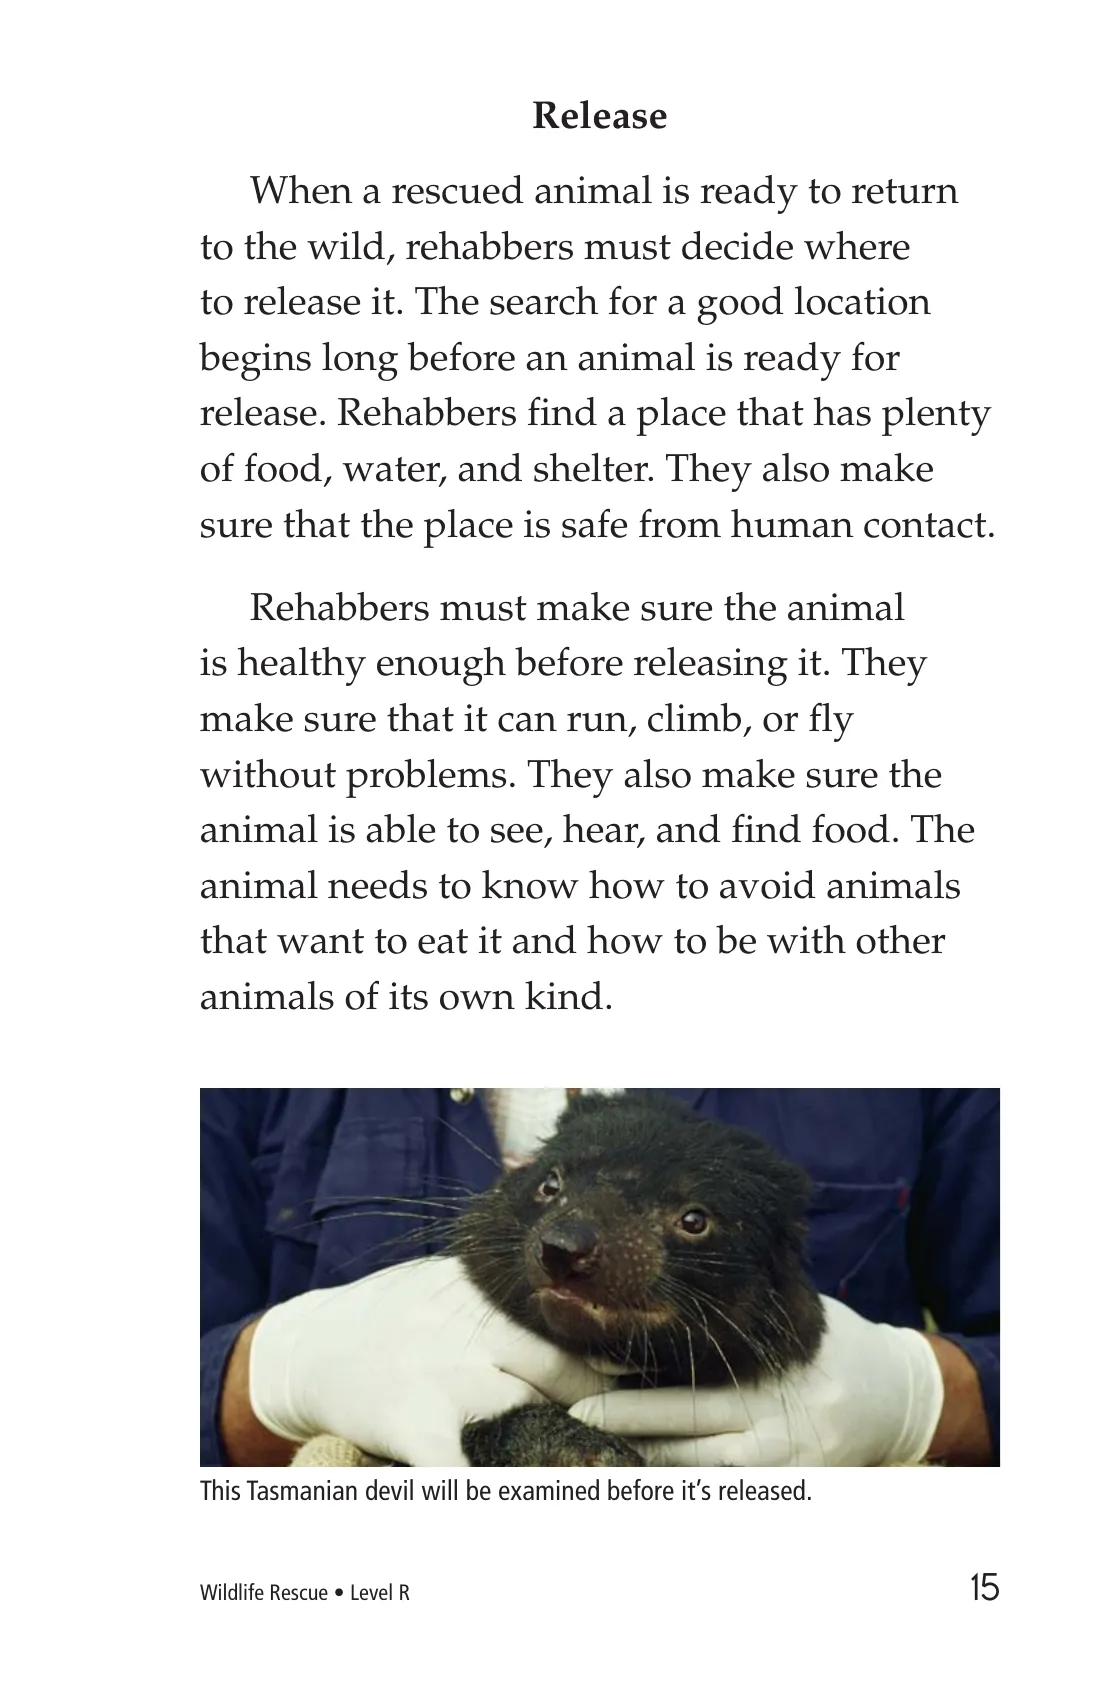 Release
When a rescued animal is ready to return
to the wild, rehabbers must decide where
to release it. The search for a good location
begins long before an animal is ready for
release. Rehabbers find a place that has plenty
of food, water, and shelter. They also make
sure that the place is safe from human contact.
Rehabbers must make sure the animal
is healthy enough before releasing it. They
make sure that it can run, climb, or fly
without problems. They also make sure the
animal is able to see, hear, and find food. The
animal needs to know how to avoid animals
that want to eat it and how to be with other
animals of its own kind.
This Tasmanian devil will be examined before it’s released.
Wildlife Rescue • Level R
15